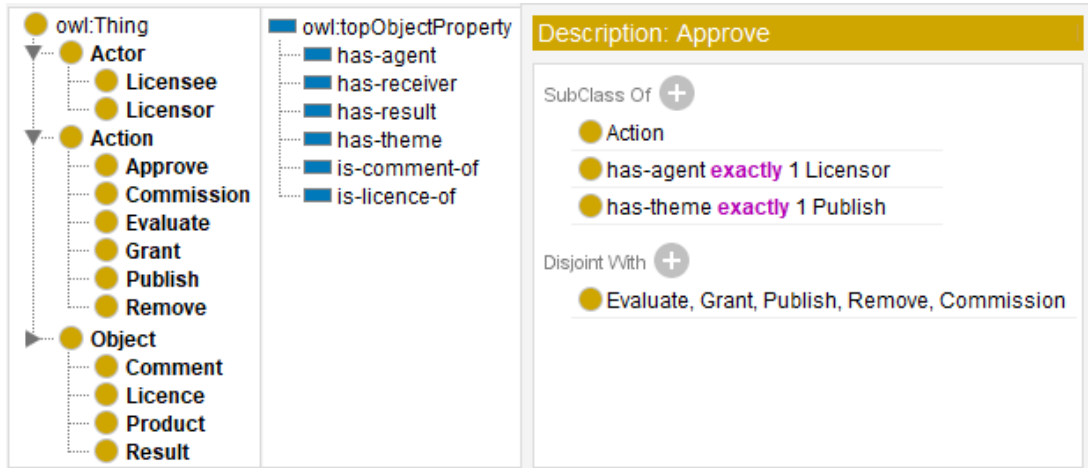 owl:Thing
Actor
Licensee
Licensor
Action
Approve
Commission
Evaluate
Grant
Publish
Remove
Object
Comment
Licence
Product
Result
owl:topObjectProperty
has-agent
has-receiver
has-result
has-theme
is-comment-of
is-licence-of
Description: Approve
SubClass Of
Action
has-agent exactly 1 Licensor
has-theme exactly 1 Publish
Disjoint With
Evaluate, Grant, Publish, Remove, Commission